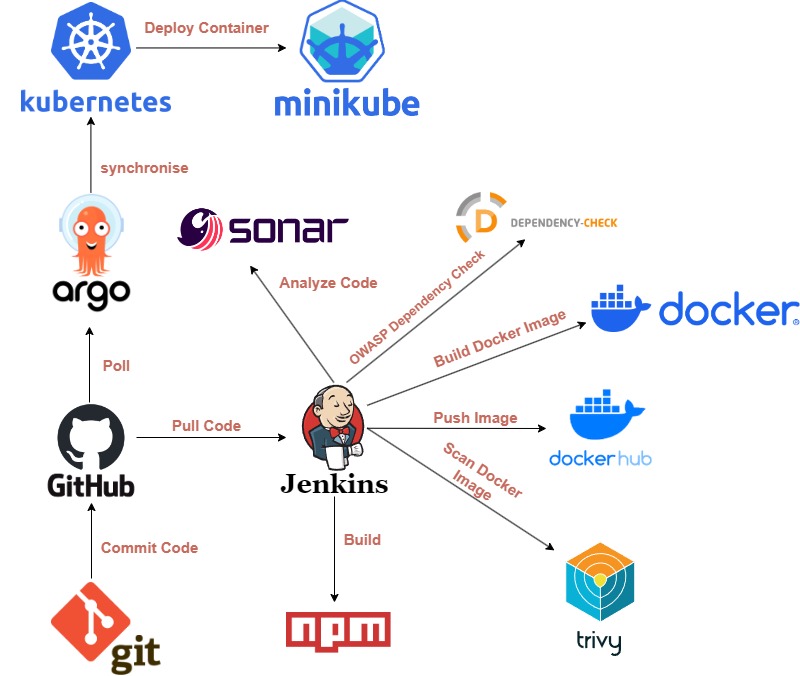 Deploy Container
kubernetes
minikube
synchronise
argo
sonar
Analyze Code
D
DEPENDENCY-CHECK
OWASP Dependency Check
Build Docker Image
docker®
Poll
GitHub
Pull Code
Jenkins
Push Image
docker hub
Scan Docker
Image
Commit Code
git
Build
npm
trivy